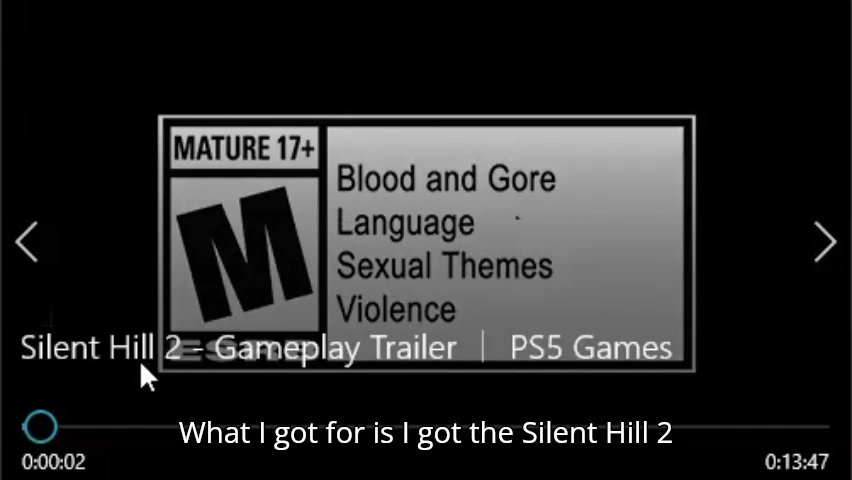 MATURE 17+
M
Blood and Gore
Language
Sexual Themes
Violence
ESRB
Silent Hill 2 - Gameplay Trailer | PS5 Games
What I got for is I got the Silent Hill 2
0:00:02
0:13:47